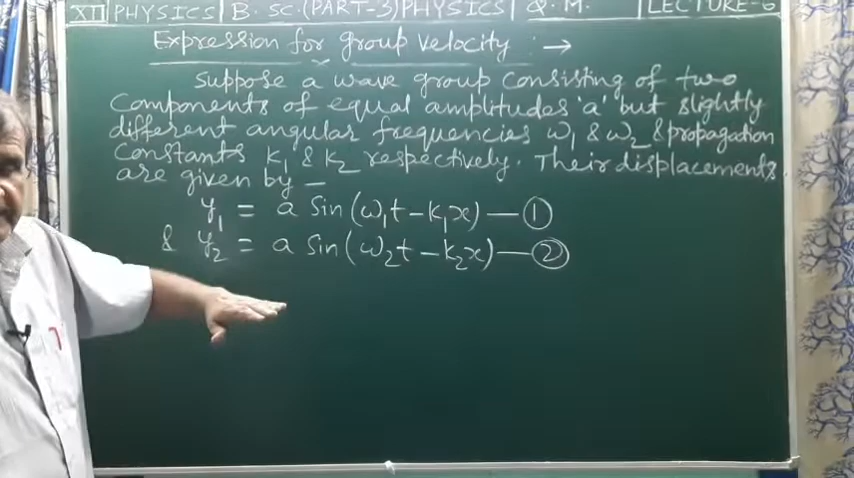 XII PHYSICS B.SC.(PART-3) PHYSICS Q.M. LECTURE-6
Expression for group velocity :→
Suppose a wave group consisting of two
components of equal amplitudes 'a' but slightly
different angular frequencies ω₁ & ω₂ & propagation
constants K₁ & K₂ respectively. Their displacements
are given by —
y₁ = a Sin(ω₁t - K₁x) — ①
& y₂ = a Sin(ω₂t - K₂x) — ②